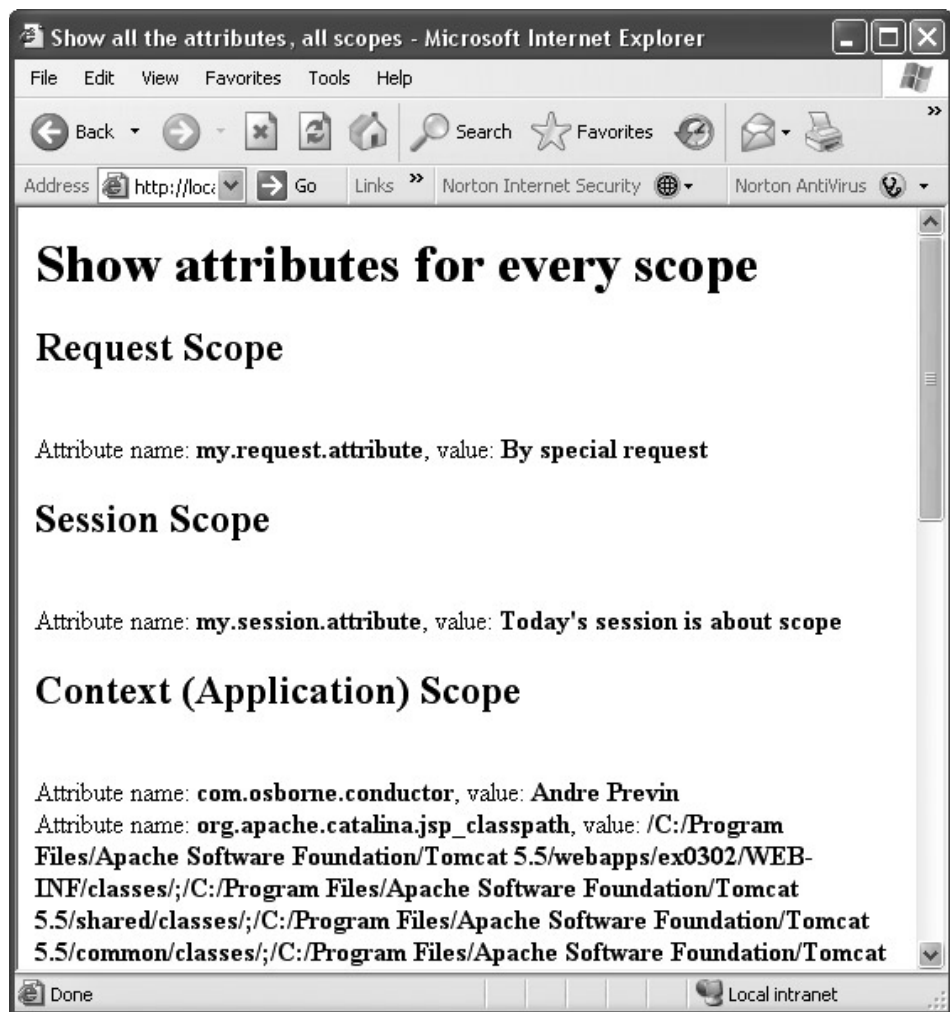 Show all the attributes, all scopes - Microsoft Internet Explorer
File Edit View Favorites Tools Help
Back Search Favorites »
Address http://loca Go Links » Norton Internet Security Norton AntiVirus
Show attributes for every scope
Request Scope
Attribute name: my.request.attribute, value: By special request
Session Scope
Attribute name: my.session.attribute, value: Today's session is about scope
Context (Application) Scope
Attribute name: com.osborne.conductor, value: Andre Previn
Attribute name: org.apache.catalina.jsp_classpath, value: /C:/Program
Files/Apache Software Foundation/Tomcat 5.5/webapps/ex0302/WEB-
INF/classes/;/C:/Program Files/Apache Software Foundation/Tomcat
5.5/shared/classes/;/C:/Program Files/Apache Software Foundation/Tomcat
5.5/common/classes/;/C:/Program Files/Apache Software Foundation/Tomcat
Done Local intranet